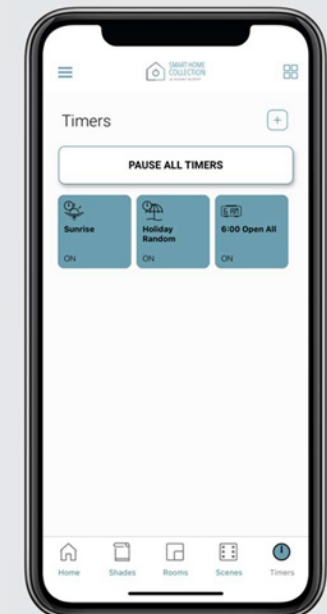 SMART HOME
COLLECTION
Timers
PAUSE ALL TIMERS
Sunrise
Holiday
Random
6:00 Open All
ON
ON
ON
Home
Shades
Rooms
Scenes
Timers